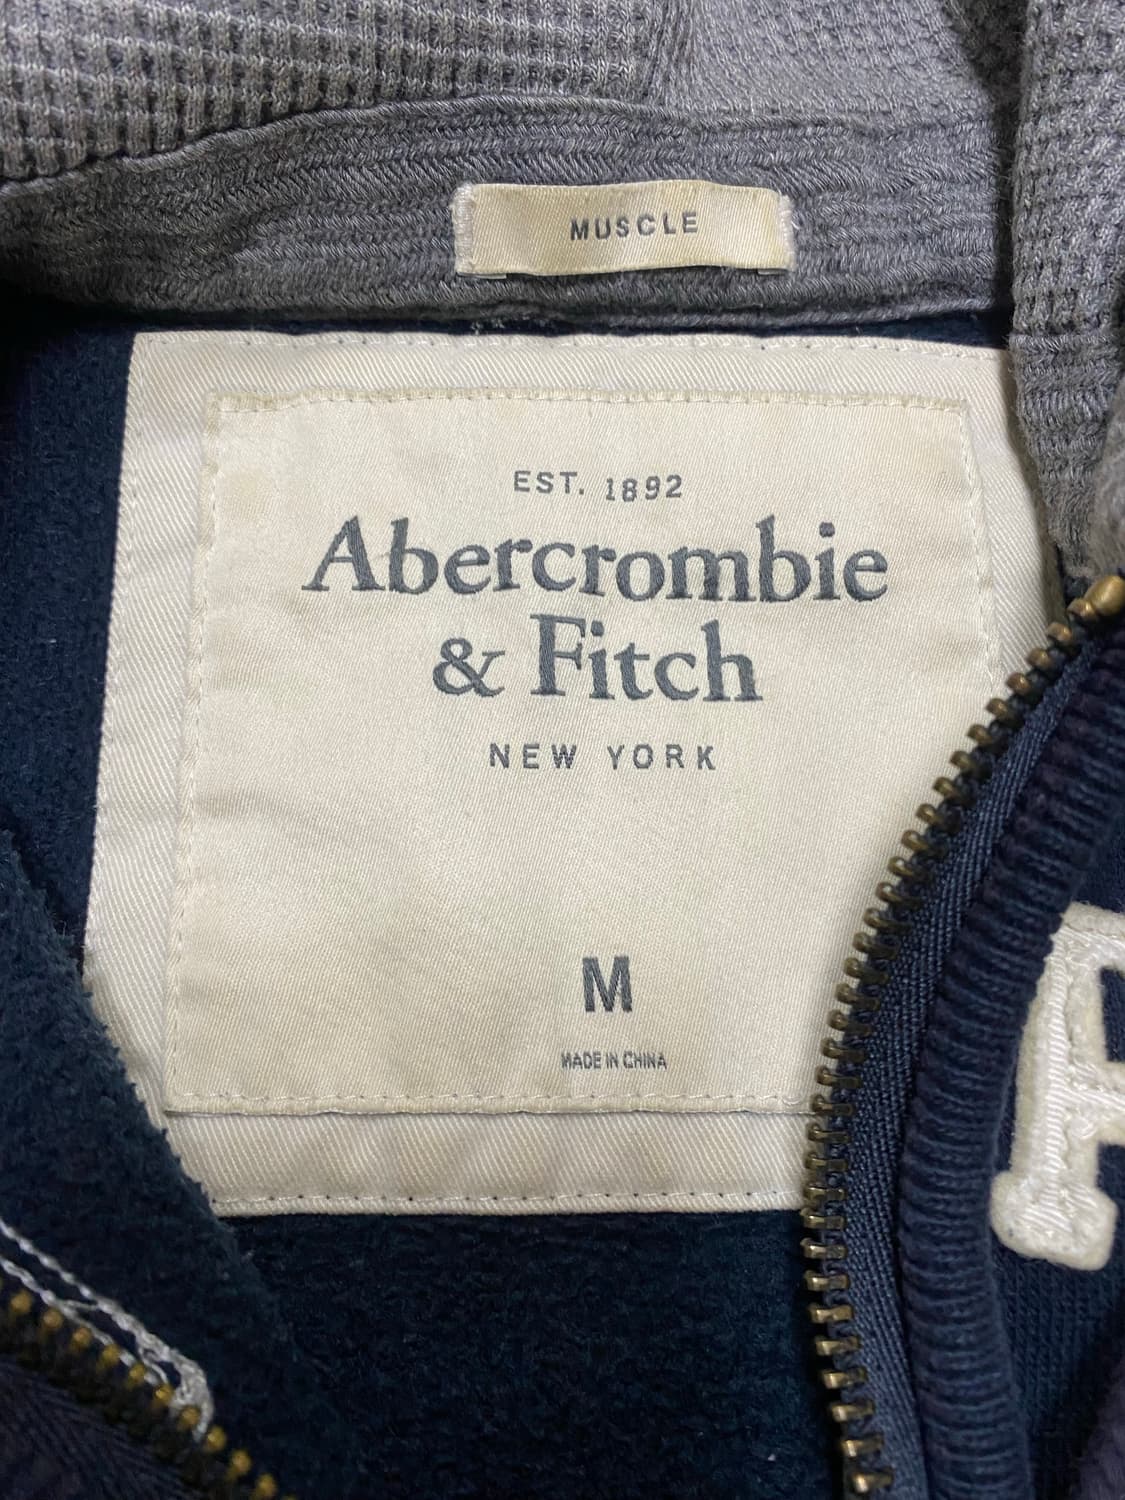 MUSCLE
EST. 1892
Abercrombie
& Fitch
NEW YORK
M
MADE IN CHINA